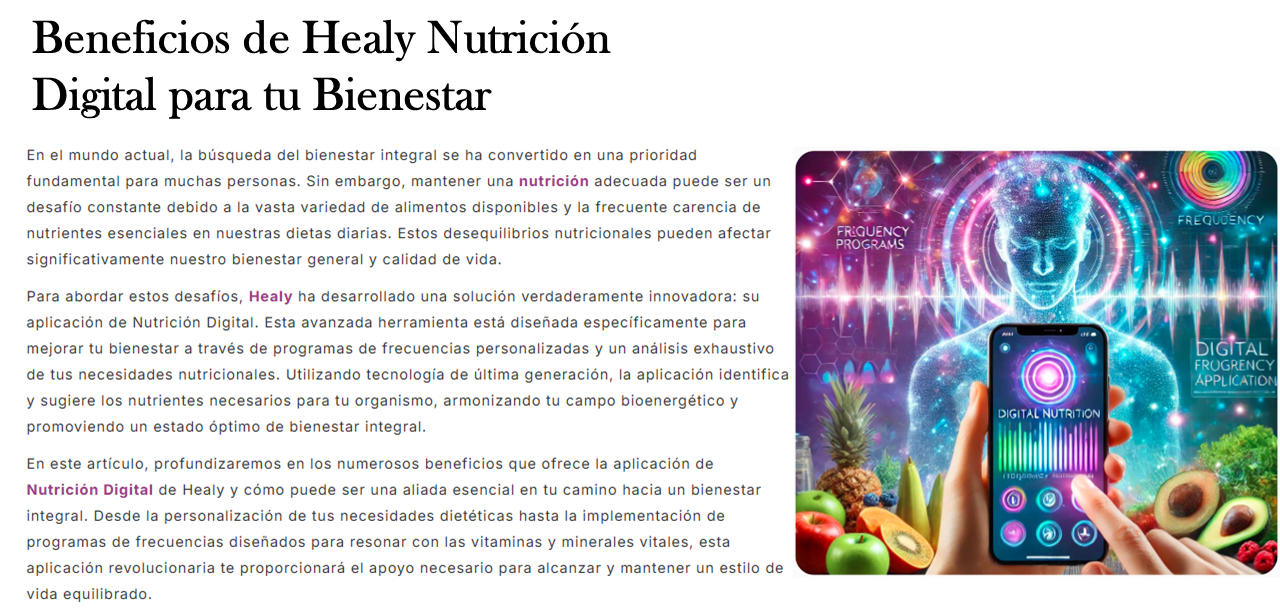 Beneficios de Healy Nutrición
Digital para tu Bienestar
En el mundo actual, la búsqueda del bienestar integral se ha convertido en una prioridad
fundamental para muchas personas. Sin embargo, mantener una nutrición adecuada puede ser un
desafío constante debido a la vasta variedad de alimentos disponibles y la frecuente carencia de
nutrientes esenciales en nuestras dietas diarias. Estos desequilibrios nutricionales pueden afectar
significativamente nuestro bienestar general y calidad de vida.
Para abordar estos desafíos, Healy ha desarrollado una solución verdaderamente innovadora: su
aplicación de Nutrición Digital. Esta avanzada herramienta está diseñada específicamente para
mejorar tu bienestar a través de programas de frecuencias personalizadas y un análisis exhaustivo
de tus necesidades nutricionales. Utilizando tecnología de última generación, la aplicación identifica
y sugiere los nutrientes necesarios para tu organismo, armonizando tu campo bioenergético y
promoviendo un estado óptimo de bienestar integral.
En este artículo, profundizaremos en los numerosos beneficios que ofrece la aplicación de
Nutrición Digital de Healy y cómo puede ser una aliada esencial en tu camino hacia un bienestar
integral. Desde la personalización de tus necesidades dietéticas hasta la implementación de
programas de frecuencias diseñados para resonar con las vitaminas y minerales vitales, esta
aplicación revolucionaria te proporcionará el apoyo necesario para alcanzar y mantener un estilo de
vida equilibrado.
PROGRAMS
DIGITAL
APPLICATION
DIGITAL NUTRITION